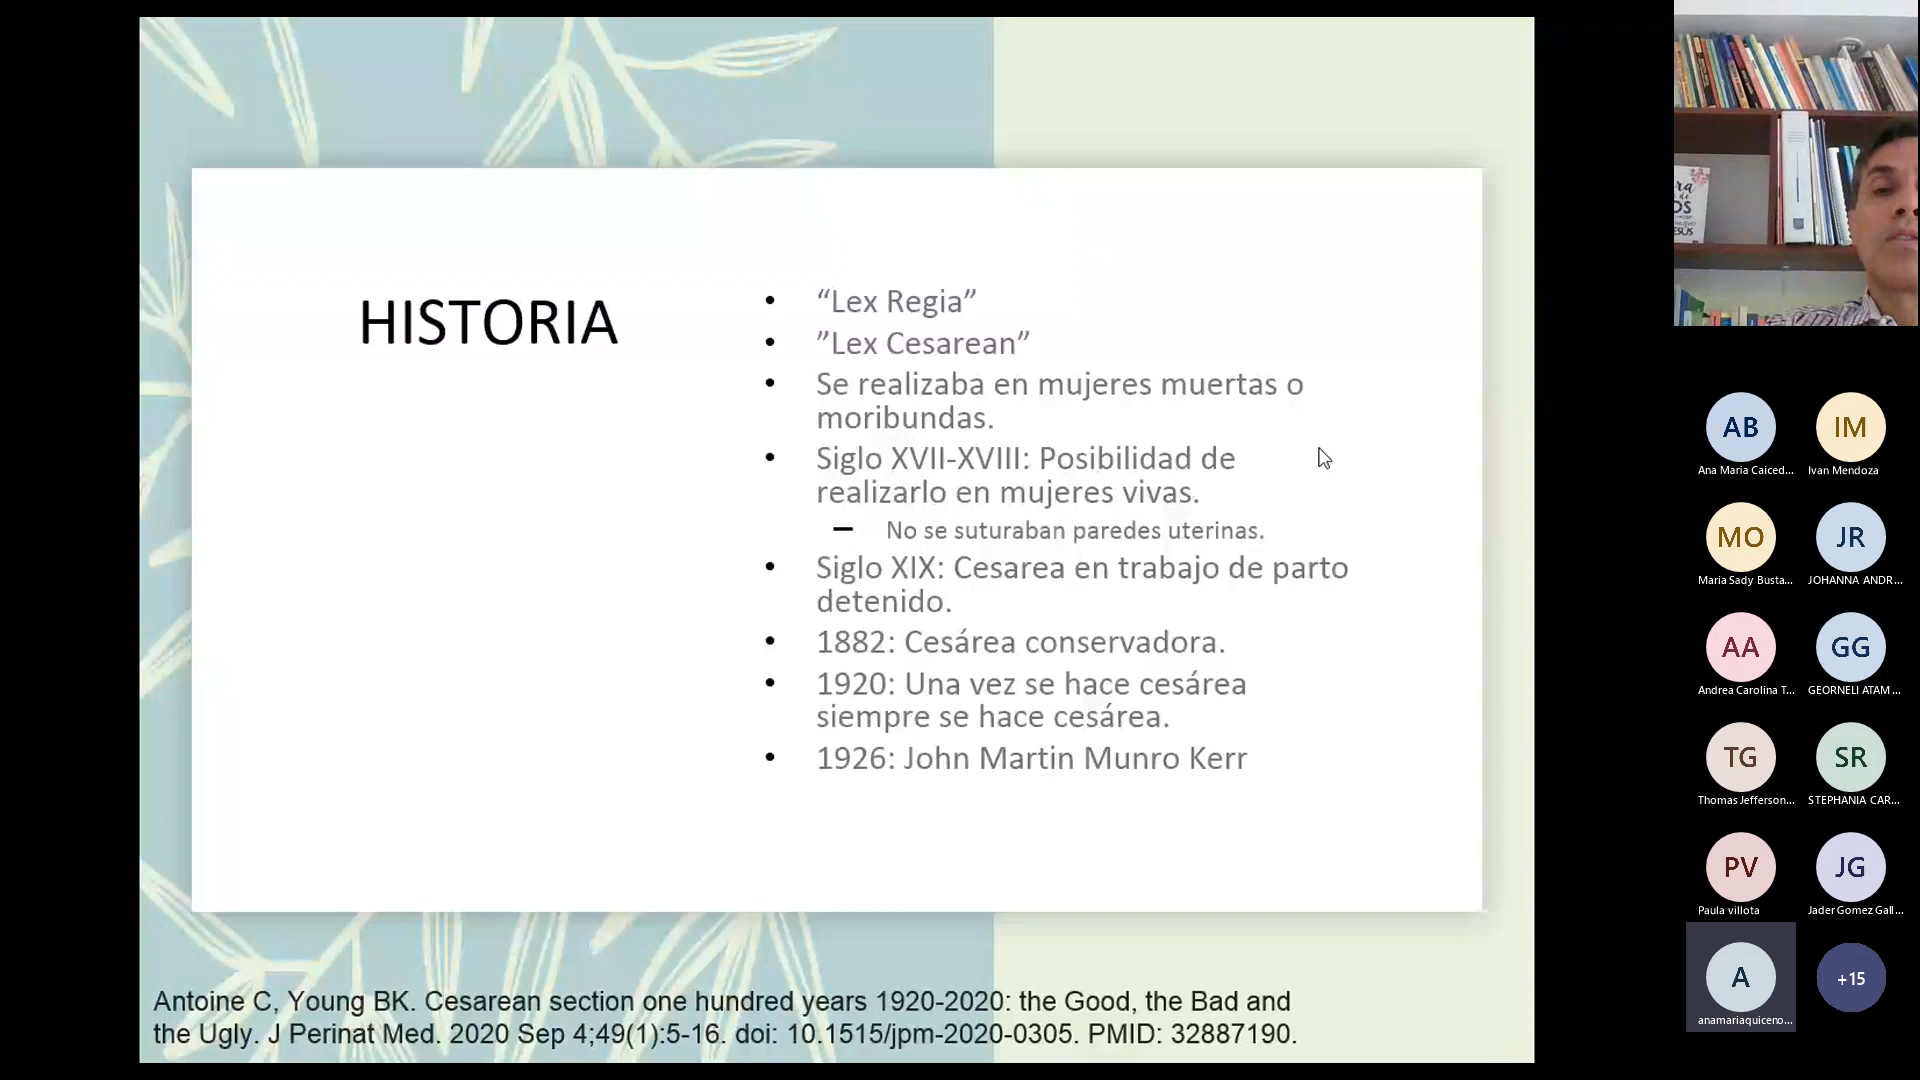 HISTORIA
• “Lex Regia”
• ”Lex Cesarean”
• Se realizaba en mujeres muertas o
moribundas.
• Siglo XVII-XVIII: Posibilidad de
realizarlo en mujeres vivas.
– No se suturaban paredes uterinas.
• Siglo XIX: Cesarea en trabajo de parto
detenido.
• 1882: Cesárea conservadora.
• 1920: Una vez se hace cesárea
siempre se hace cesárea.
• 1926: John Martin Munro Kerr
Antoine C, Young BK. Cesarean section one hundred years 1920-2020: the Good, the Bad and
the Ugly. J Perinat Med. 2020 Sep 4;49(1):5-16. doi: 10.1515/jpm-2020-0305. PMID: 32887190.
AB
Ana Maria Caiced...
IM
Ivan Mendoza
MO
Maria Sady Busta...
JR
JOHANNA ANDR...
AA
Andrea Carolina T...
GG
GEORNELI ATAM...
TG
Thomas Jefferson...
SR
STEPHANIA CAR...
PV
Paula villota
JG
Jader Gomez Gall...
A
anamariaquiceno...
+15